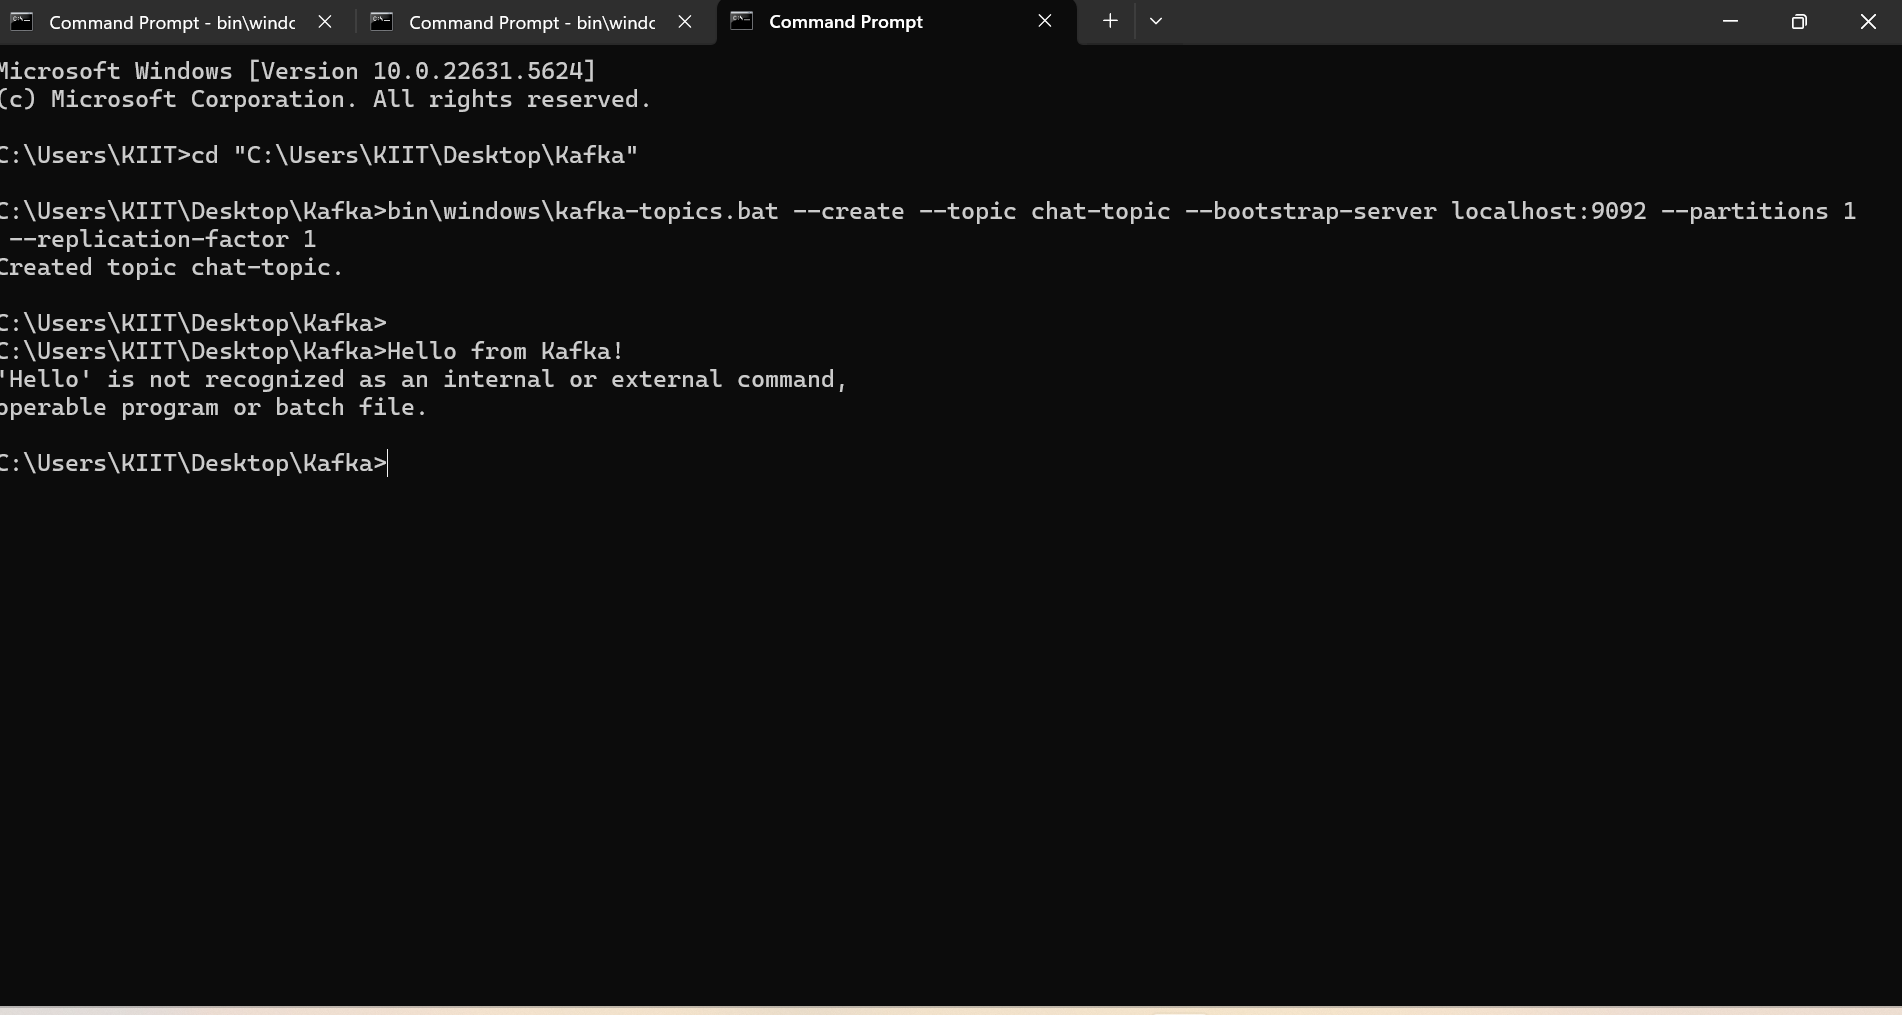 Command Prompt - bin\windc
Command Prompt - bin\windc
Command Prompt
Microsoft Windows [Version 10.0.22631.5624]
(c) Microsoft Corporation. All rights reserved.
C:\Users\KIIT>cd "C:\Users\KIIT\Desktop\Kafka"
C:\Users\KIIT\Desktop\Kafka>bin\windows\kafka-topics.bat --create --topic chat-topic --bootstrap-server localhost:9092 --partitions 1
--replication-factor 1
Created topic chat-topic.
C:\Users\KIIT\Desktop\Kafka>
C:\Users\KIIT\Desktop\Kafka>Hello from Kafka!
'Hello' is not recognized as an internal or external command,
operable program or batch file.
C:\Users\KIIT\Desktop\Kafka>